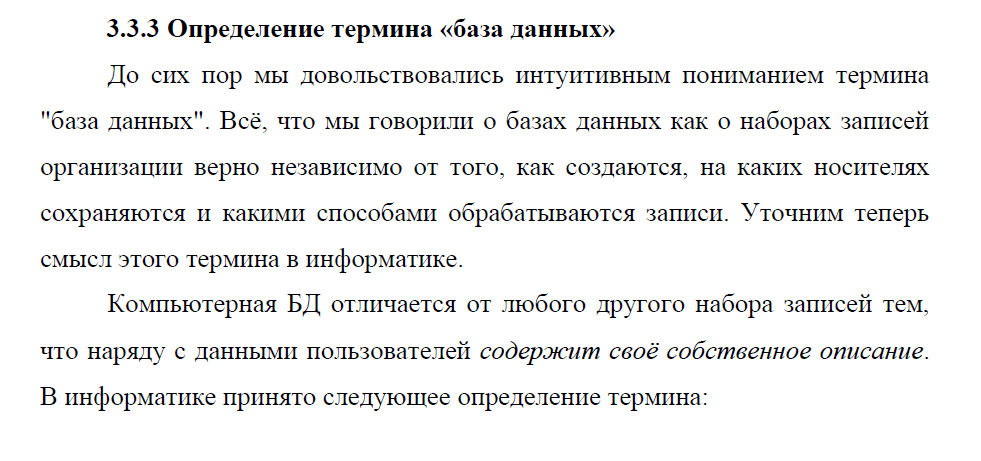 3.3.3 Определение термина «база данных»
До сих пор мы довольствовались интуитивным пониманием термина
"база данных". Всё, что мы говорили о базах данных как о наборах записей
организации верно независимо от того, как создаются, на каких носителях
сохраняются и какими способами обрабатываются записи. Уточним теперь
смысл этого термина в информатике.
Компьютерная БД отличается от любого другого набора записей тем,
что наряду с данными пользователей содержит своё собственное описание.
В информатике принято следующее определение термина: